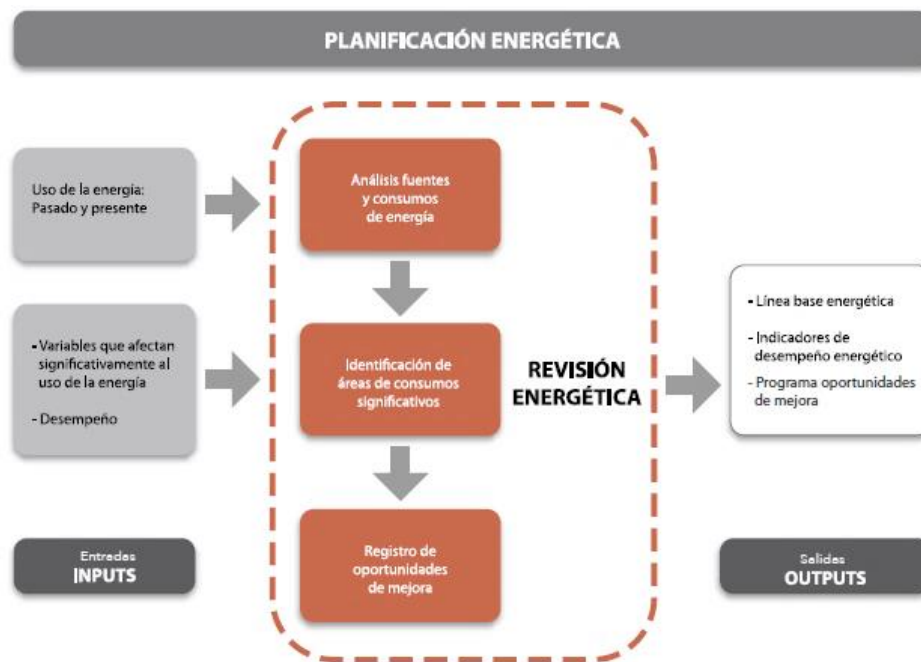 PLANIFICACIÓN ENERGÉTICA
Uso de la energía:
Pasado y presente
- Variables que afectan
significativamente al
uso de la energía
- Desempeño
Entradas
INPUTS
Análisis fuentes
y consumos
de energía
Identificación de
áreas de consumos
significativos
Registro de
oportunidades
de mejora
REVISIÓN
ENERGÉTICA
- Línea base energética
- Indicadores de
desempeño energético
- Programa oportunidades
de mejora
Salidas
OUTPUTS